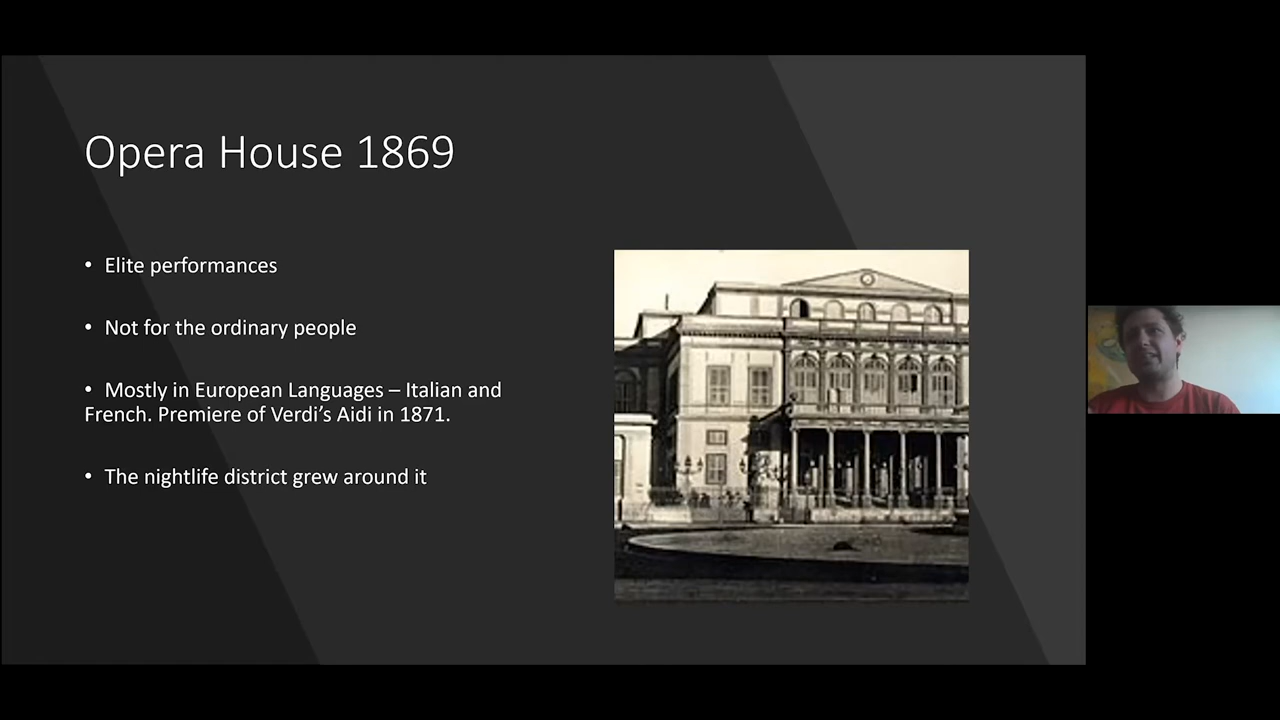 Opera House 1869
• Elite performances
• Not for the ordinary people
• Mostly in European Languages – Italian and
French. Premiere of Verdi’s Aidi in 1871.
• The nightlife district grew around it